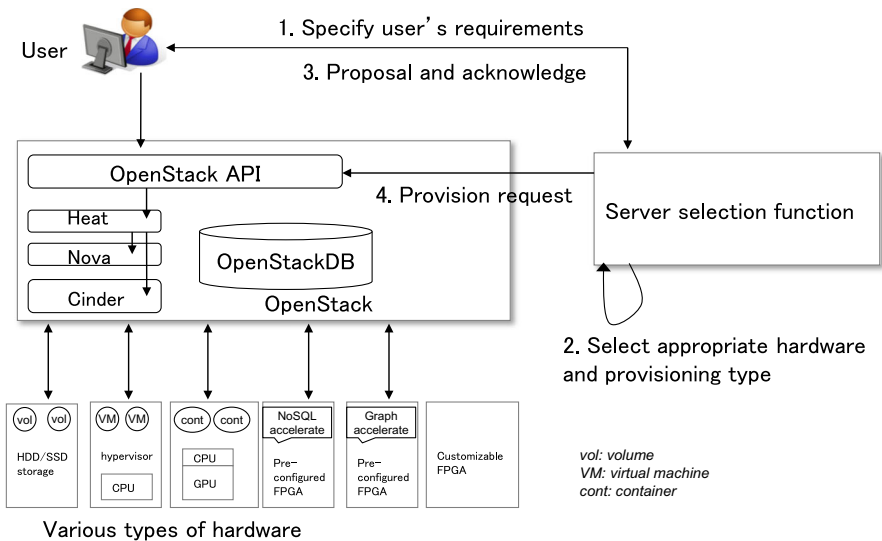 1. Specify user's requirements
User
3. Proposal and acknowledge
OpenStack API
4. Provision request
Server selection function
Heat
Nova
Cinder
OpenStackDB
OpenStack
2. Select appropriate hardware
and provisioning type
vol
vol
HDD/SSD
storage
VM
VM
hypervisor
CPU
cont
cont
CPU
GPU
NoSQL
accelerate
Pre-
configured
FPGA
Graph
accelerate
Pre-
configured
FPGA
Customizable
FPGA
vol: volume
VM: virtual machine
cont: container
Various types of hardware